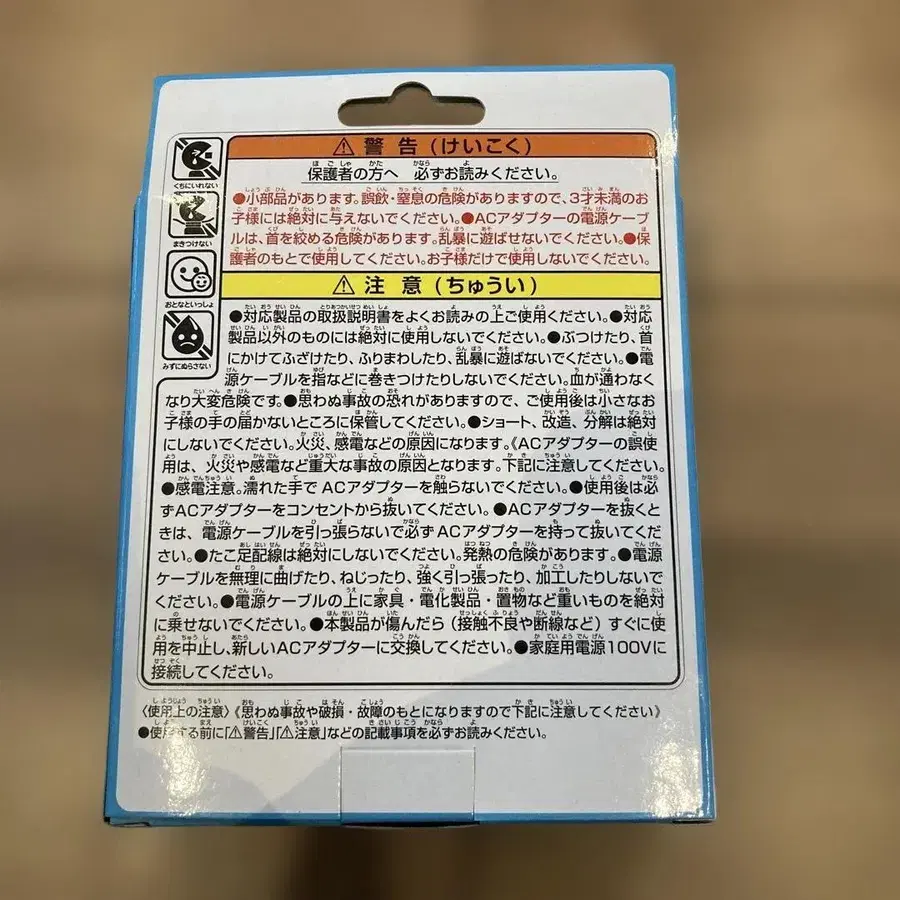 ⚠ 警告 (けいこく)
保護者の方へ 必ずお読みください。
●小部品があります。誤飲・窒息の危険がありますので、3才未満のお
子様には絶対に与えないでください。●ACアダプターの電源ケーブ
ルは、首を絞める危険があります。乱暴に遊ばせないでください。●保
護者のもとで使用してください。お子様だけで使用しないでください。
くちにいれない
まきつけない
おとなといっしょ
みずにぬらさない
⚠ 注意 (ちゅうい)
●対応製品の取扱説明書をよくお読みの上ご使用ください。●対応
製品以外のものには絶対に使用しないでください。●ぶつけたり、首
にかけてふざけたり、ふりまわしたり、乱暴に遊ばないでください。●電
源ケーブルを指などに巻きつけたりしないでください。血が通わなく
なり大変危険です。●思わぬ事故の恐れがありますので、ご使用後は小さなお
子様の手の届かないところに保管してください。●ショート、改造、分解は絶対
にしないでください。火災、感電などの原因になります。《ACアダプターの誤使
用は、火災や感電など重大な事故の原因となります。下記に注意してください。
●感電注意。濡れた手で ACアダプターを触らないでください。●使用後は必
ずACアダプターをコンセントから抜いてください。●ACアダプターを抜くと
きは、電源ケーブルを引っ張らないで必ずACアダプターを持って抜いてくだ
さい。●たこ足配線は絶対にしないでください。発熱の危険があります。●電源
ケーブルを無理に曲げたり、ねじったり、強く引っ張ったり、加工したりしないで
ください。●電源ケーブルの上に家具・電化製品・置物など重いものを絶対
に乗せないでください。●本製品が傷んだら(接触不良や断線など)すぐに使
用を中止し、新しいACアダプターに交換してください。●家庭用電源100Vに
接続してください。
〈使用上の注意〉《思わぬ事故や破損・故障のもとになりますので下記に注意してください》
●使用する前に「⚠警告」「⚠注意」などの記載事項を必ずお読みください。